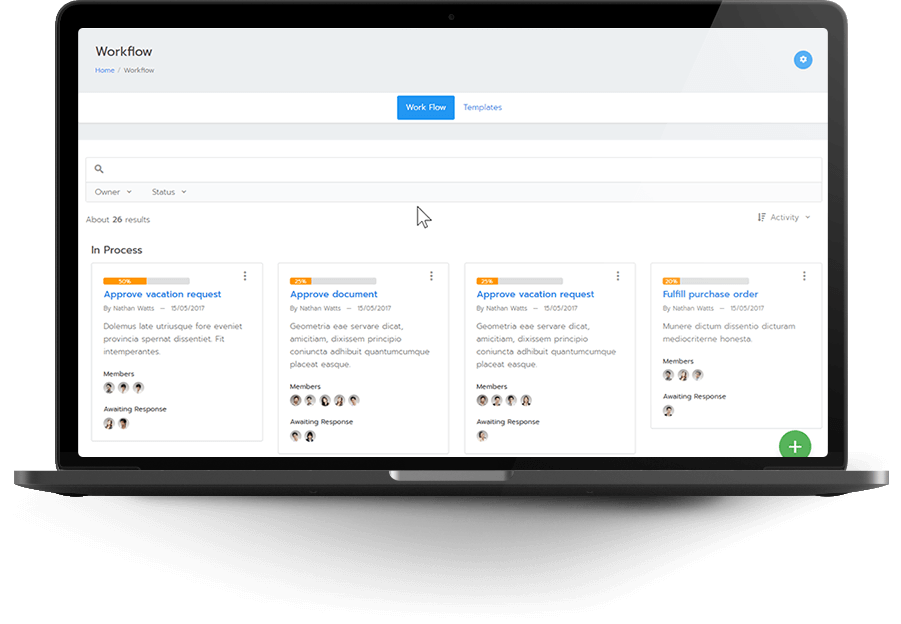 Workflow
Home / Workflow
Work Flow
Templates
Owner
Status
About 26 results
Activity
In Process
50%
Approve vacation request
By Nathan Watts — 15/05/2017
Dolemus late utriusque fore eveniet
provincia spernat dissentiet. Fit
intemperantes.
Members
Awaiting Response
25%
Approve document
By Nathan Watts — 15/05/2017
Geometria eae servare dicat,
amicitiam, dixissem principio
coniuncta adhibuit quantumcumque
placeat easque.
Members
Awaiting Response
25%
Approve vacation request
By Nathan Watts — 15/05/2017
Geometria eae servare dicat,
amicitiam, dixissem principio
coniuncta adhibuit quantumcumque
placeat easque.
Members
Awaiting Response
20%
Fulfill purchase order
By Nathan Watts — 15/05/2017
Munere dictum dissentio dicturam
mediocriterne honesta.
Members
Awaiting Response